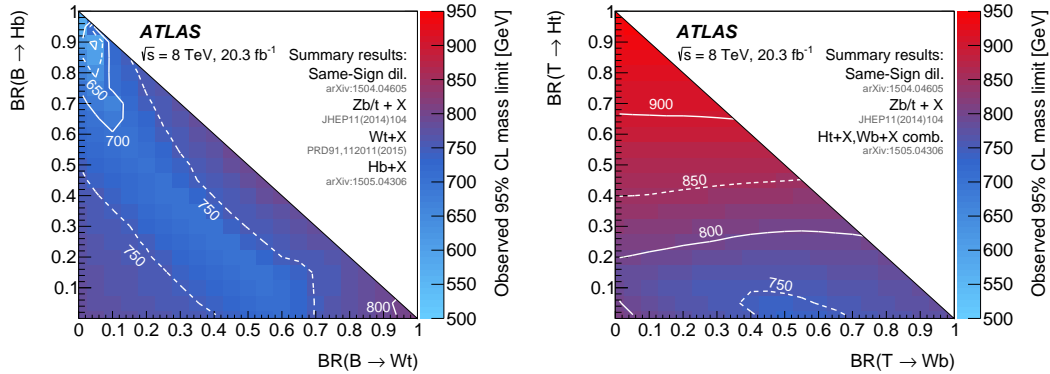 BR(B → Hb)
1
0.9
0.8
0.7
0.6
0.5
0.4
0.3
0.2
0.1
0
0.1
0.2
0.3
0.4
0.5
0.6
0.7
0.8
0.9
1
BR(B → Wt)
ATLAS
√s = 8 TeV, 20.3 fb-1
Summary results:
Same-Sign dil.
arXiv:1504.04605
Zb/t + X
JHEP11(2014)104
Wt+X
PRD91,112011(2015)
Hb+X
arXiv:1505.04306
650
700
750
750
800
950
900
850
800
750
700
650
600
550
500
Observed 95% CL mass limit [GeV]
BR(T → Ht)
1
0.9
0.8
0.7
0.6
0.5
0.4
0.3
0.2
0.1
0
0.1
0.2
0.3
0.4
0.5
0.6
0.7
0.8
0.9
1
BR(T → Wb)
ATLAS
√s = 8 TeV, 20.3 fb-1
Summary results:
Same-Sign dil.
arXiv:1504.04605
Zb/t + X
JHEP11(2014)104
Ht+X,Wb+X comb.
arXiv:1505.04306
900
850
800
750
950
900
850
800
750
700
650
600
550
500
Observed 95% CL mass limit [GeV]